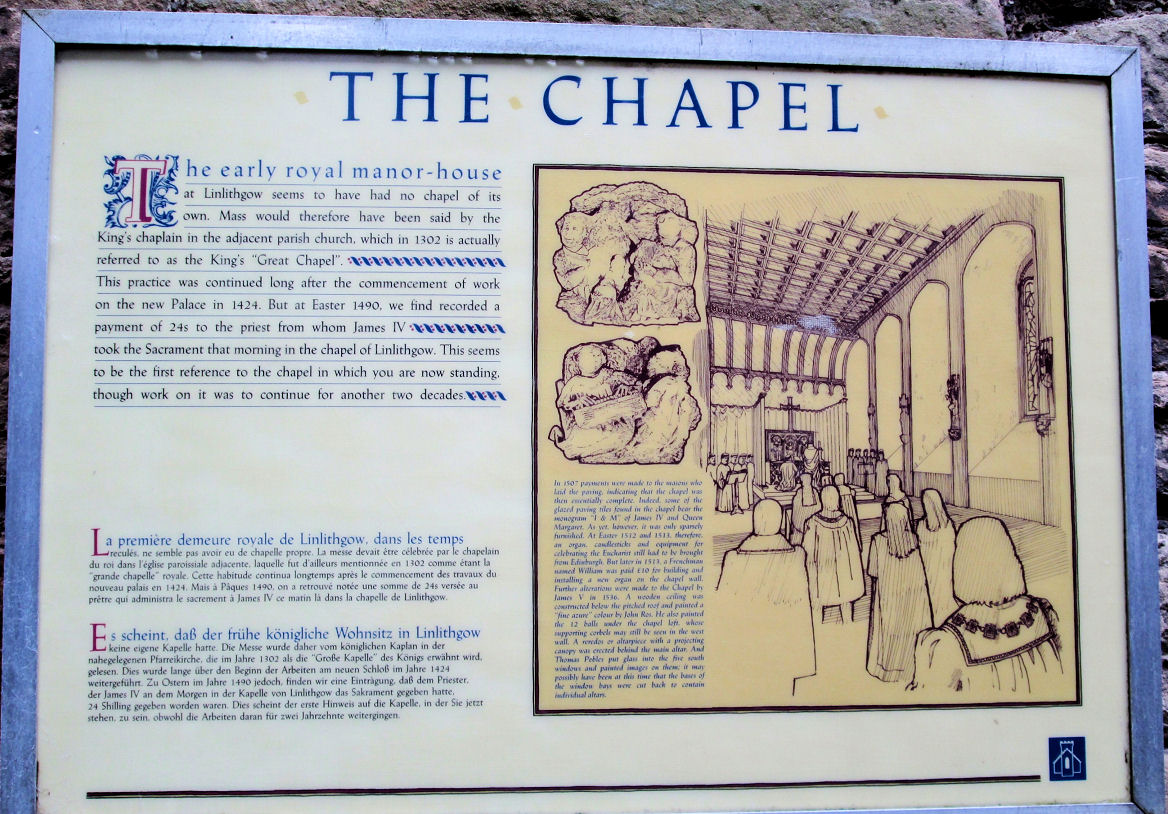 THE CHAPEL
The early royal manor-house
at Linlithgow seems to have had no chapel of its
own. Mass would therefore have been said by the
King's chaplain in the adjacent parish church, which in 1302 is actually
referred to as the King's "Great Chapel".
This practice was continued long after the commencement of work
on the new Palace in 1424. But at Easter 1490, we find recorded a
payment of 24s to the priest from whom James IV
took the Sacrament that morning in the chapel of Linlithgow. This seems
to be the first reference to the chapel in which you are now standing,
though work on it was to continue for another two decades.
La première demeure royale de Linlithgow, dans les temps
reculés, ne semble pas avoir eu de chapelle propre. La messe devait être célébrée par le chapelain
du roi dans l'église paroissiale adjacente, laquelle fut d'ailleurs mentionnée en 1302 comme étant la
"grande chapelle" royale. Cette habitude continua longtemps après le commencement des travaux du
nouveau palais en 1424. Mais à Pâques 1490, on a retrouvé notée une somme de 24s versée au
prêtre qui administra le sacrement à James IV ce matin là dans la chapelle de Linlithgow.
Es scheint, daß der frühe königliche Wohnsitz in Linlithgow
keine eigene Kapelle hatte. Die Messe wurde daher vom königlichen Kaplan in der
nahegelegenen Pfarreikirche, die im Jahre 1302 als die "Große Kapelle" des Königs erwähnt wird,
gelesen. Dies wurde lange über den Beginn der Arbeiten am neuen Schloß im Jahre 1424
weitergeführt. Zu Ostern im Jahre 1490 jedoch, finden wir eine Eintragung, daß dem Priester,
der James IV an dem Morgen in der Kapelle von Linlithgow das Sakrament gegeben hatte,
24 Shilling gegeben worden waren. Dies scheint der erste Hinweis auf die Kapelle, in der Sie jetzt
stehen, zu sein, obwohl die Arbeiten daran für zwei Jahrzehnte weitergingen.
In 1507 payments were made to the masons who
laid the paving, indicating that the chapel was
then essentially complete. Indeed, some of the
glazed paving tiles found in the chapel bear the
monogram "I & M" of James IV and Queen
Margaret. As yet, however, it was only sparsely
furnished. At Easter 1512 and 1513, therefore,
an organ, candlesticks and equipment for
celebrating the Eucharist still had to be brought
from Edinburgh. But later in 1513, a Frenchman
named William was paid £10 for building and
installing a new organ on the chapel wall.
Further alterations were made to the Chapel by
James V in 1536. A wooden ceiling was
constructed below the pitched roof and painted a
"fine azure" colour by John Ros. He also painted
the 12 balls under the chapel loft, whose
supporting corbels may still be seen in the west
wall. A reredos or altarpiece with a projecting
canopy was erected behind the main altar. And
Thomas Pebles put glass into the five south
windows and painted images on them; it may
possibly have been at this time that the bases of
the window bays were cut back to contain
individual altars.